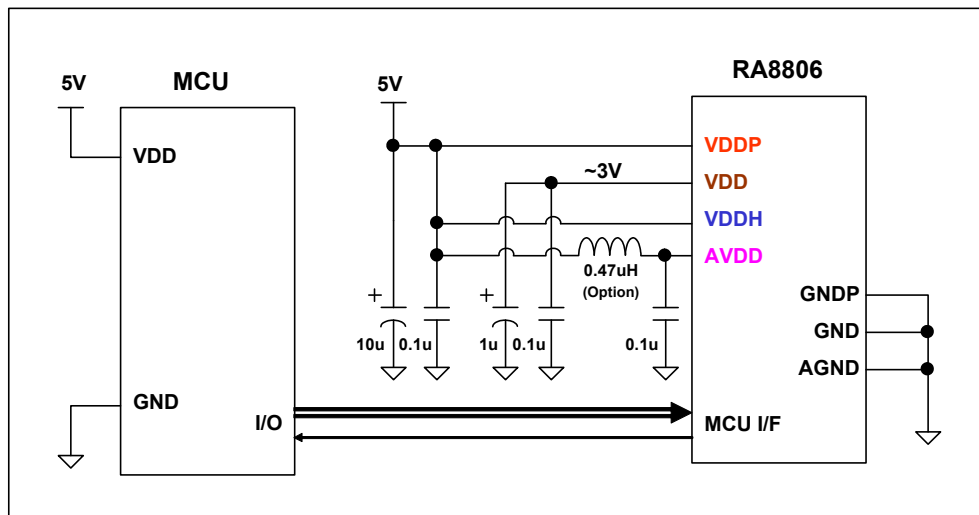 MCU
5V
VDD
GND
I/O
5V
~3V
0.47uH
(Option)
+
10u
0.1u
+
1u
0.1u
0.1u
RA8806
VDDP
VDD
VDDH
AVDD
GNDP
GND
AGND
MCU I/F